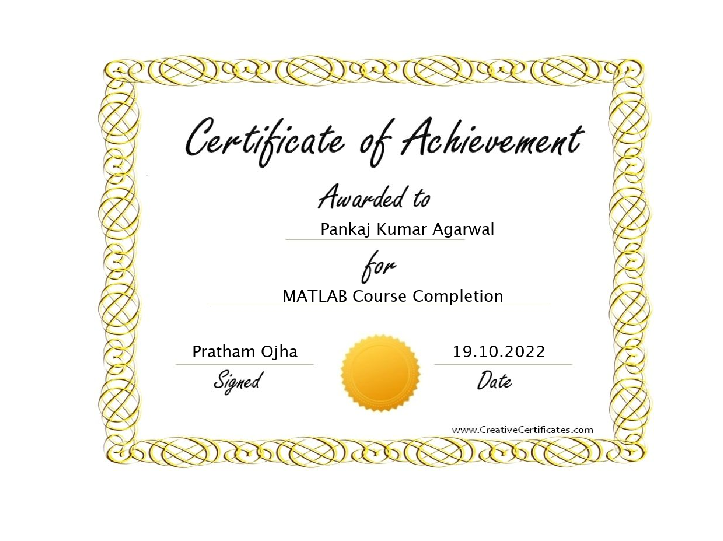 Certificate of Achievement
Awarded to
Pankaj Kumar Agarwal
for
MATLAB Course Completion
Pratham Ojha 19.10.2022
Signed Date
www.CreativeCertificates.com